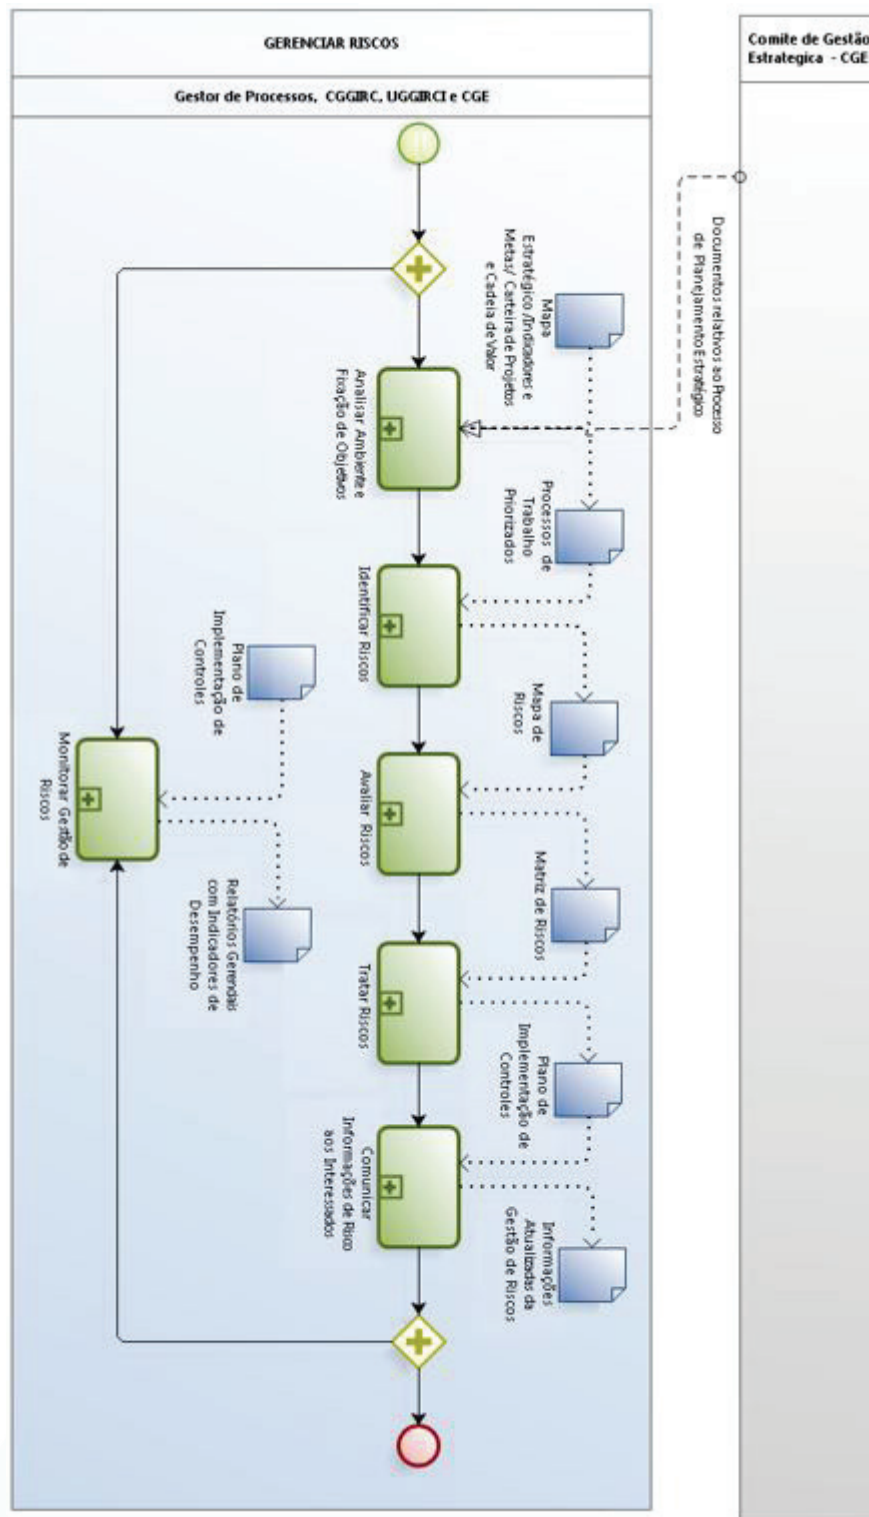 GERENCIAR RISCOS
Gestor de Processos, CGGIRC, UGGIRCI e CGE
Comite de Gestão
Estrategica - CGE
Documentos relativos ao Processo
de Planejamento Estratégico
Mapa
Estratégico /Indicadores e
Metas/ Carteira de Projetos
e Cadeia de Valor
Analisar Ambiente e
Fixação de Objetivos
Processos de
Trabalho
Priorizados
Identificar Riscos
Mapa de
Riscos
Avaliar Riscos
Matriz de Riscos
Tratar Riscos
Plano de
Implementação de
Controles
Comunicar
Informações de Risco
aos Interessados
Informações
Atualizadas da
Gestão de Riscos
Plano de
Implementação de
Controles
Monitorar Gestão de
Riscos
Relatórios Gerendais
com Indicadores de
Desempenho